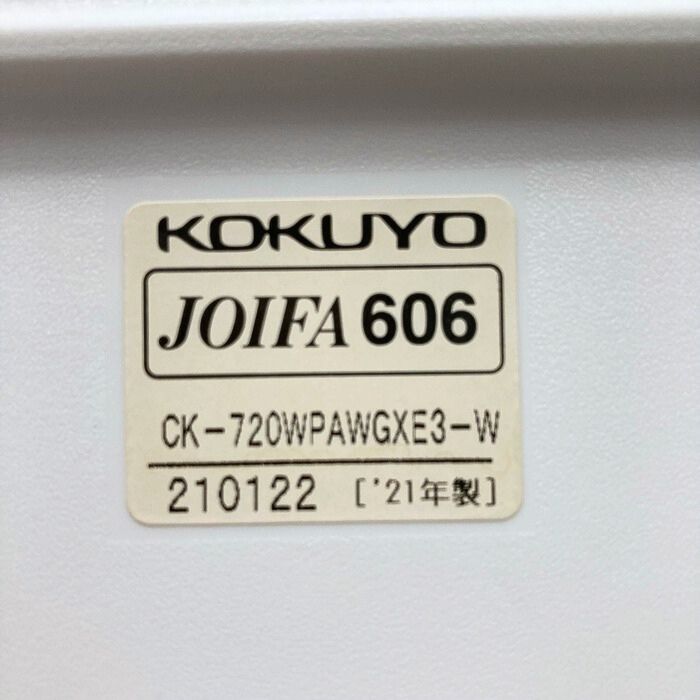 KOKUYO
JOIFA 606
CK-720WPAWGXE3-W
210122 ['21年製]